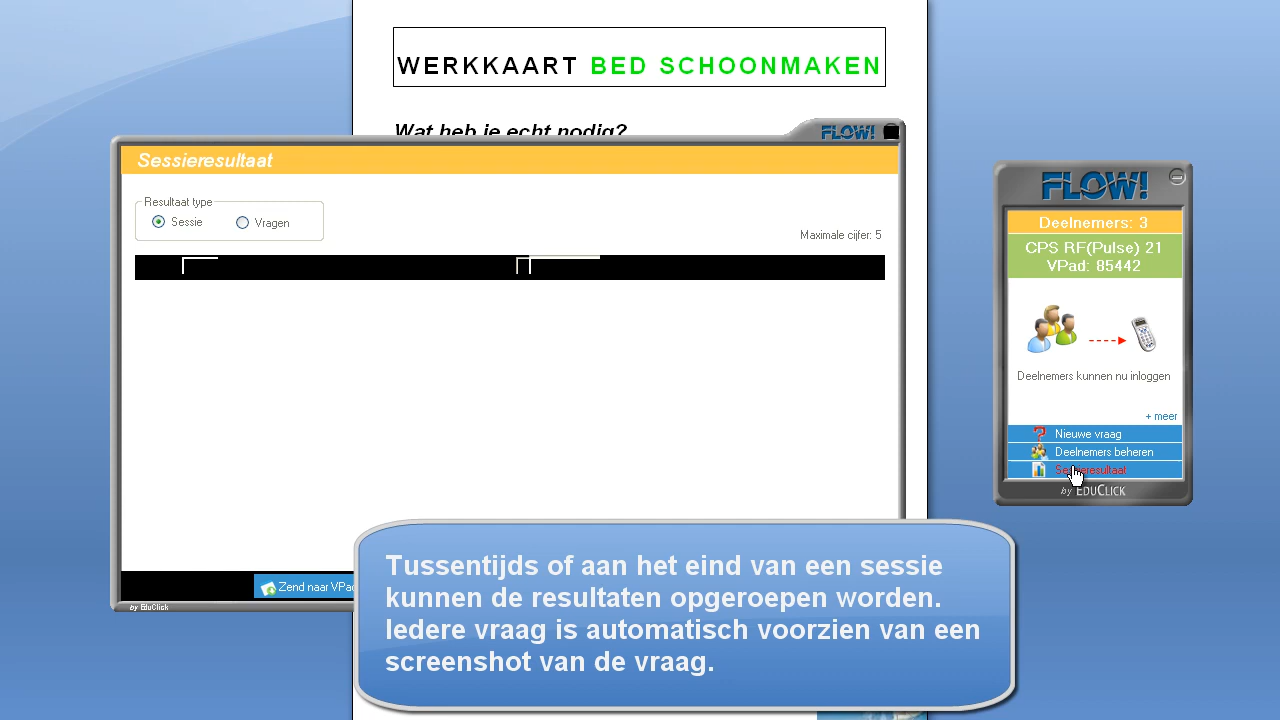 WERKKAART BED SCHOONMAKEN
Wat heb je echt nodig?
FLOW!
Sessieresultaat
Resultaat type
Sessie
Vragen
Maximale cijfer: 5
Zend naar VPad
by EduClick
FLOW!
Deelnemers: 3
CPS RF(Pulse) 21
VPad: 85442
Deelnemers kunnen nu inloggen
+ meer
Nieuwe vraag
Deelnemers beheren
Sessieresultaat
by EDUCLICK
Tussentijds of aan het eind van een sessie
kunnen de resultaten opgeroepen worden.
Iedere vraag is automatisch voorzien van een
screenshot van de vraag.